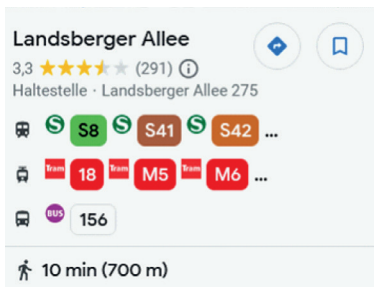 Landsberger Allee
3,3 (291)
Haltestelle · Landsberger Allee 275
S S8 S S41 S S42 ...
Tram 18 Tram M5 Tram M6 ...
BUS 156
10 min (700 m)